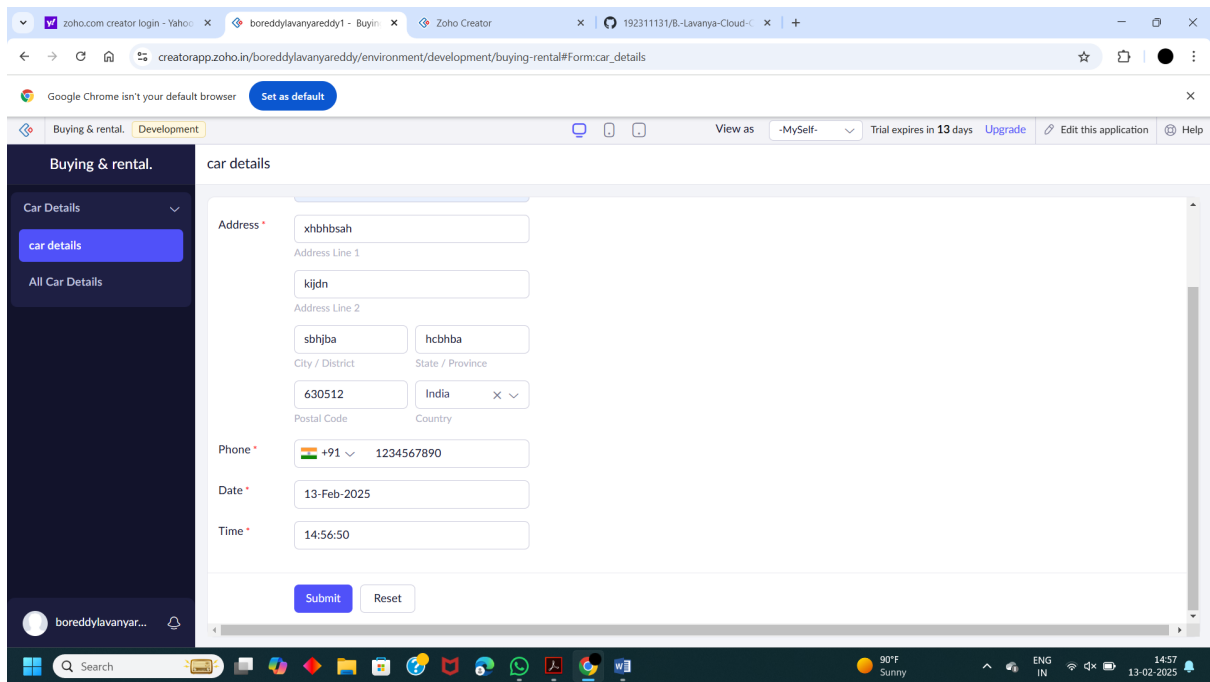 zoho.com creator login - Yahoo
boreddylavanyareddy1 - Buyin
Zoho Creator
192311131/B.-Lavanya-Cloud-C
creatorapp.zoho.in/boreddylavanyareddy/environment/development/buying-rental#Form:car_details
Google Chrome isn't your default browser Set as default
Buying & rental. Development View as -MySelf- Trial expires in 13 days Upgrade Edit this application Help
Buying & rental.
car details
Car Details
car details
All Car Details
Address *
xhbhbsah
Address Line 1
kijdn
Address Line 2
sbhjba hcbhba
City / District State / Province
630512 India
Postal Code Country
Phone * +91 1234567890
Date * 13-Feb-2025
Time * 14:56:50
Submit Reset
boreddylavanyar...
Search
90°F
Sunny
ENG
IN
14:57
13-02-2025